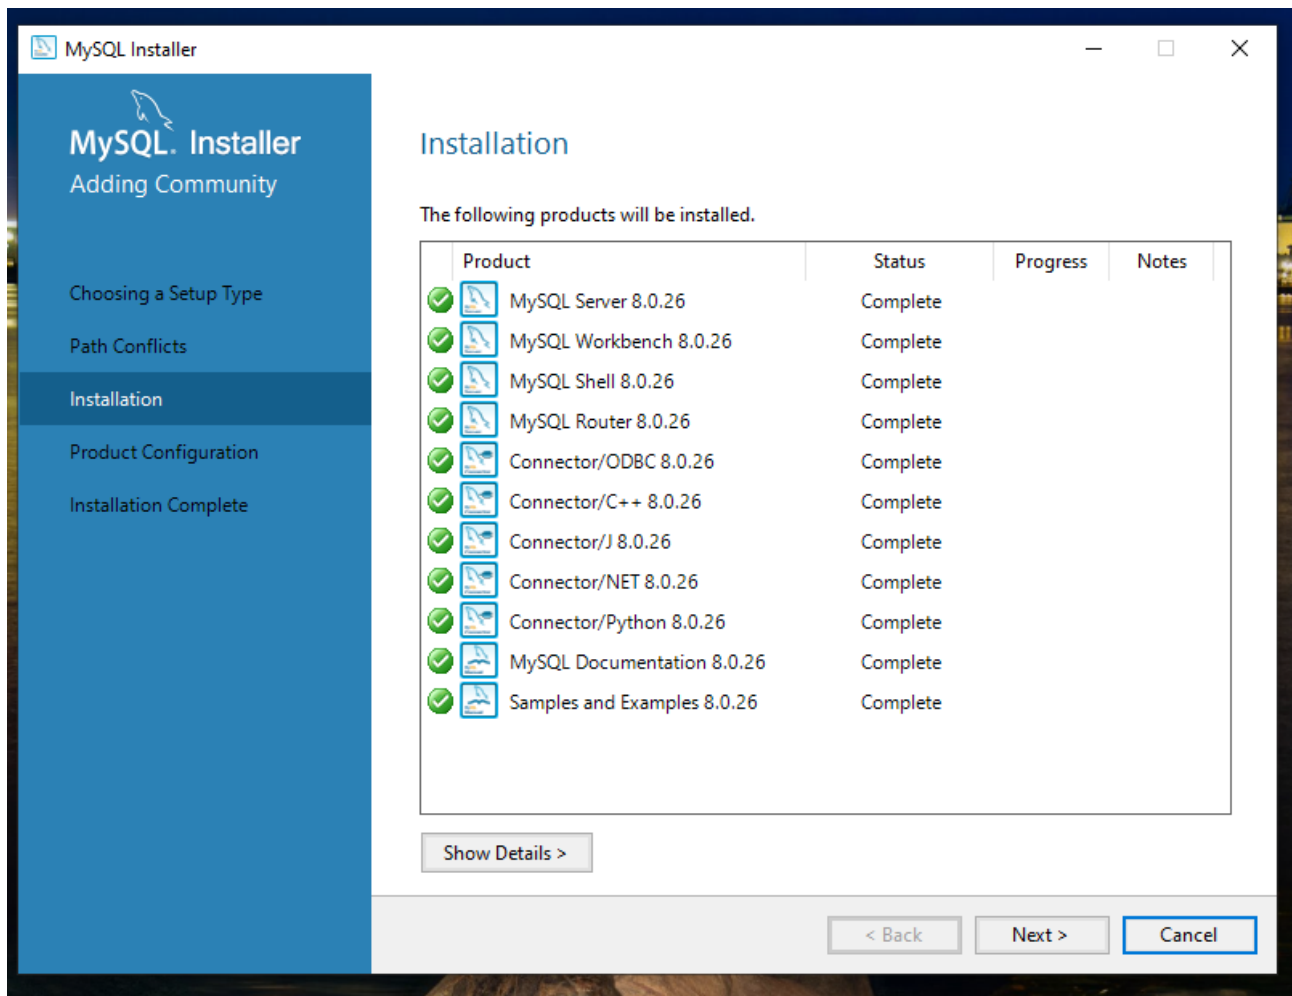 MySQL Installer
MySQL. Installer
Adding Community
Choosing a Setup Type
Path Conflicts
Installation
Product Configuration
Installation Complete
Installation
The following products will be installed.
Product Status Progress Notes
MySQL Server 8.0.26 Complete
MySQL Workbench 8.0.26 Complete
MySQL Shell 8.0.26 Complete
MySQL Router 8.0.26 Complete
Connector/ODBC 8.0.26 Complete
Connector/C++ 8.0.26 Complete
Connector/J 8.0.26 Complete
Connector/NET 8.0.26 Complete
Connector/Python 8.0.26 Complete
MySQL Documentation 8.0.26 Complete
Samples and Examples 8.0.26 Complete
Show Details >
< Back Next > Cancel